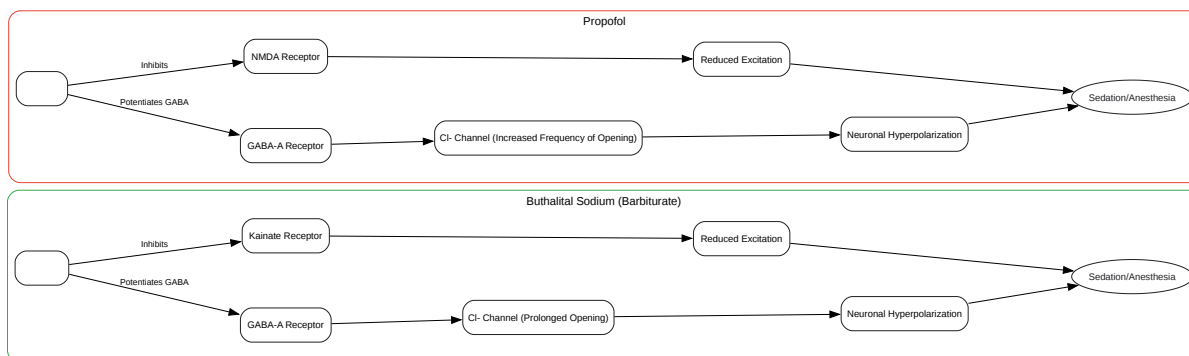 Propofol
Inhibits
NMDA Receptor
Reduced Excitation
Potentiates GABA
Sedation/Anesthesia
GABA-A Receptor
Cl- Channel (Increased Frequency of Opening)
Neuronal Hyperpolarization
Buthalital Sodium (Barbiturate)
Inhibits
Kainate Receptor
Reduced Excitation
Potentiates GABA
Sedation/Anesthesia
GABA-A Receptor
Cl- Channel (Prolonged Opening)
Neuronal Hyperpolarization